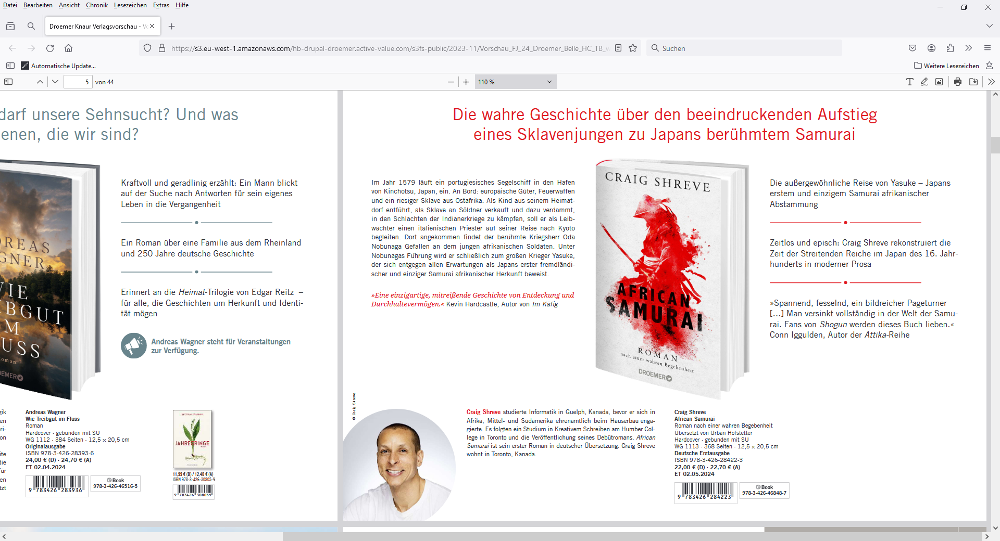 Datei Bearbeiten Ansicht Chronik Lesezeichen Extras Hilfe
Droemer Knaur Verlagsvorschau -
https://s3.eu-west-1.amazonaws.com/hb-drupal-droemer.active-value.com/s3fs-public/2023-11/Vorschau_FJ_24_Droemer_Belle_HC_TB_w
Suchen
Automatische Update...
Weitere Lesezeichen
5 von 44
110 %
darf unsere Sehnsucht? Und was
enen, die wir sind?
REAS
GNER
WIE
BGUT
M
USS
Roman
OEMER
Kraftvoll und geradlinig erzählt: Ein Mann blickt
auf der Suche nach Antworten für sein eigenes
Leben in die Vergangenheit
Ein Roman über eine Familie aus dem Rheinland
und 250 Jahre deutsche Geschichte
Erinnert an die Heimat-Trilogie von Edgar Reitz –
für alle, die Geschichten um Herkunft und Identi-
tät mögen
Andreas Wagner steht für Veranstaltungen
zur Verfügung.
gik
en
ri-
on
ite
die
für
en
tzt
Andreas Wagner
Wie Treibgut im Fluss
Roman
Hardcover · gebunden mit SU
WG 1112 · 384 Seiten · 12,5 × 20,5 cm
Originalausgabe
ISBN 978-3-426-28393-6
24,00 € (D) · 24,70 € (A)
ET 02.04.2024
9 783426 283936
eBook
978-3-426-46516-5
JAHRESRINGE
11,99 € (D) / 12,40 € (A)
ISBN 978-3-426-30805-9
9 783426 308059
Die wahre Geschichte über den beeindruckenden Aufstieg
eines Sklavenjungen zu Japans berühmtem Samurai
Im Jahr 1579 läuft ein portugiesisches Segelschiff in den Hafen
von Kinchotsu, Japan, ein. An Bord: europäische Güter, Feuerwaffen
und ein riesiger Sklave aus Ostafrika. Als Kind aus seinem Heimat-
dorf entführt, als Sklave an Söldner verkauft und dazu verdammt,
in den Schlachten der Indianerkriege zu kämpfen, soll er als Leib-
wächter einen italienischen Priester auf seiner Reise nach Kyoto
begleiten. Dort angekommen findet der berühmte Kriegsherr Oda
Nobunaga Gefallen an dem jungen afrikanischen Soldaten. Unter
Nobunagas Führung wird er schließlich zum großen Krieger Yasuke,
der sich entgegen allen Erwartungen als Japans erster fremdländi-
scher und einziger Samurai afrikanischer Herkunft beweist.
»Eine einzigartige, mitreißende Geschichte von Entdeckung und
Durchhaltevermögen.« Kevin Hardcastle, Autor von Im Käfig
CRAIG SHREVE
AFRICAN
SAMURAI
ROMAN
nach einer wahren Begebenheit
DROEMER
Die außergewöhnliche Reise von Yasuke – Japans
erstem und einzigem Samurai afrikanischer
Abstammung
Zeitlos und episch: Craig Shreve rekonstruiert die
Zeit der Streitenden Reiche im Japan des 16. Jahr-
hunderts in moderner Prosa
»Spannend, fesselnd, ein bildreicher Pageturner
[...] Man versinkt vollständig in der Welt der Samu-
rai. Fans von Shogun werden dieses Buch lieben.«
Conn Iggulden, Autor der Attika-Reihe
© Craig Shreve
Craig Shreve studierte Informatik in Guelph, Kanada, bevor er sich in
Afrika, Mittel- und Südamerika ehrenamtlich beim Häuserbau enga-
gierte. Es folgten ein Studium in Kreativem Schreiben am Humber Col-
lege in Toronto und die Veröffentlichung seines Debütromans. African
Samurai ist sein erster Roman in deutscher Übersetzung. Craig Shreve
wohnt in Toronto, Kanada.
Craig Shreve
African Samurai
Roman nach einer wahren Begebenheit
Übersetzt von Urban Hofstetter
Hardcover · gebunden mit SU
WG 1113 · 368 Seiten · 12,5 × 20,5 cm
Deutsche Erstausgabe
ISBN 978-3-426-28422-3
22,00 € (D) · 22,70 € (A)
ET 02.05.2024
9 783426 284223
eBook
978-3-426-46848-7